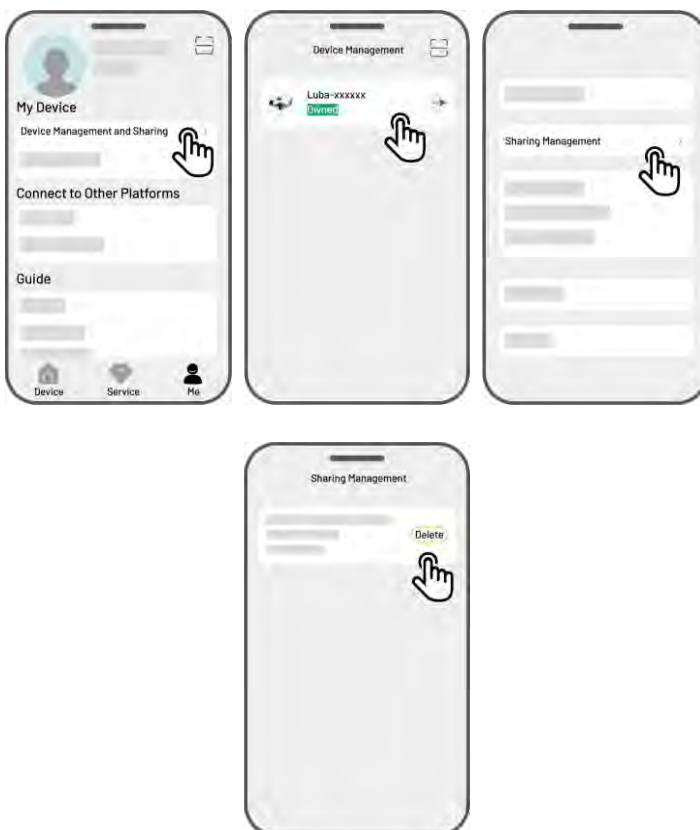 My Device
Device Management and Sharing
Connect to Other Platforms
Guide
Device Service Me
Device Management
Luba-xxxxxx
Owned
Sharing Management
Sharing Management
Delete